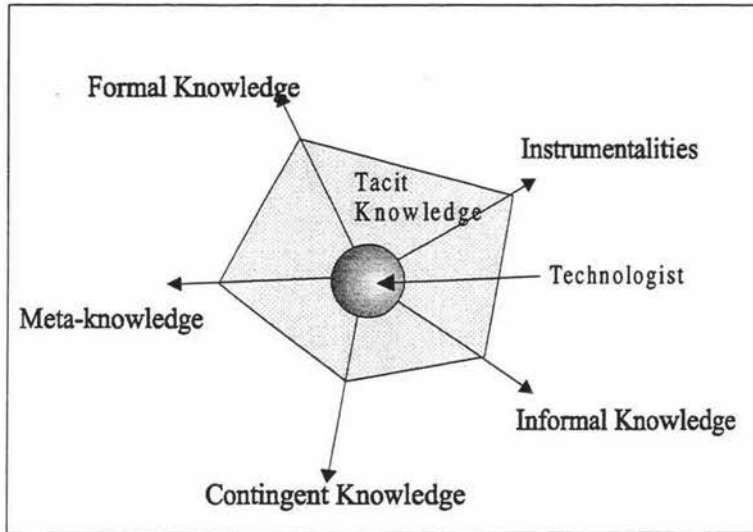 Formal Knowledge
Instrumentalities
Tacit
Knowledge
Technologist
Meta-knowledge
Informal Knowledge
Contingent Knowledge